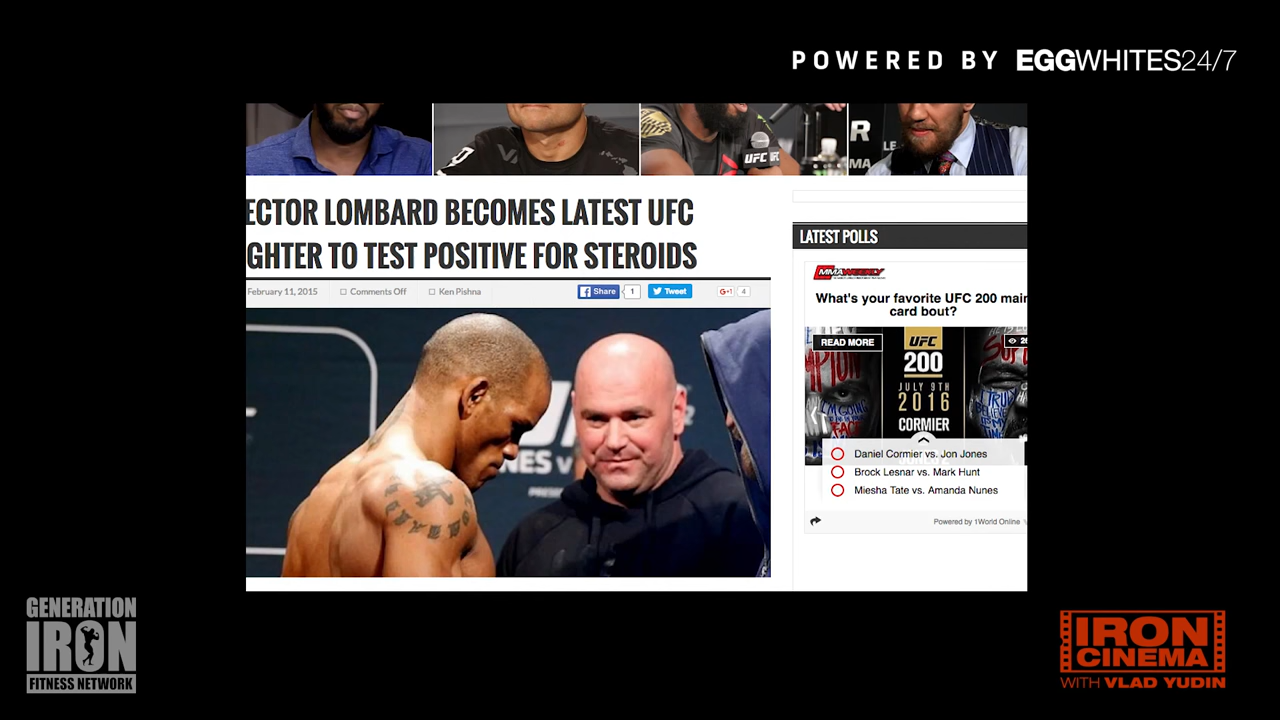 POWERED BY EGGWHITES24/7
UFC
ECTOR LOMBARD BECOMES LATEST UFC
GHTER TO TEST POSITIVE FOR STEROIDS
February 11, 2015
Comments Off
Ken Pishna
Share
1
Tweet
G+1
4
LATEST POLLS
MMAWEEKLY
What's your favorite UFC 200 main
card bout?
READ MORE
UFC
200
JULY 9TH
2016
CORMIER
Daniel Cormier vs. Jon Jones
Brock Lesnar vs. Mark Hunt
Miesha Tate vs. Amanda Nunes
Powered by 1World Online
NES v
GENERATION
IRON
FITNESS NETWORK
IRON
CINEMA
WITH VLAD YUDIN